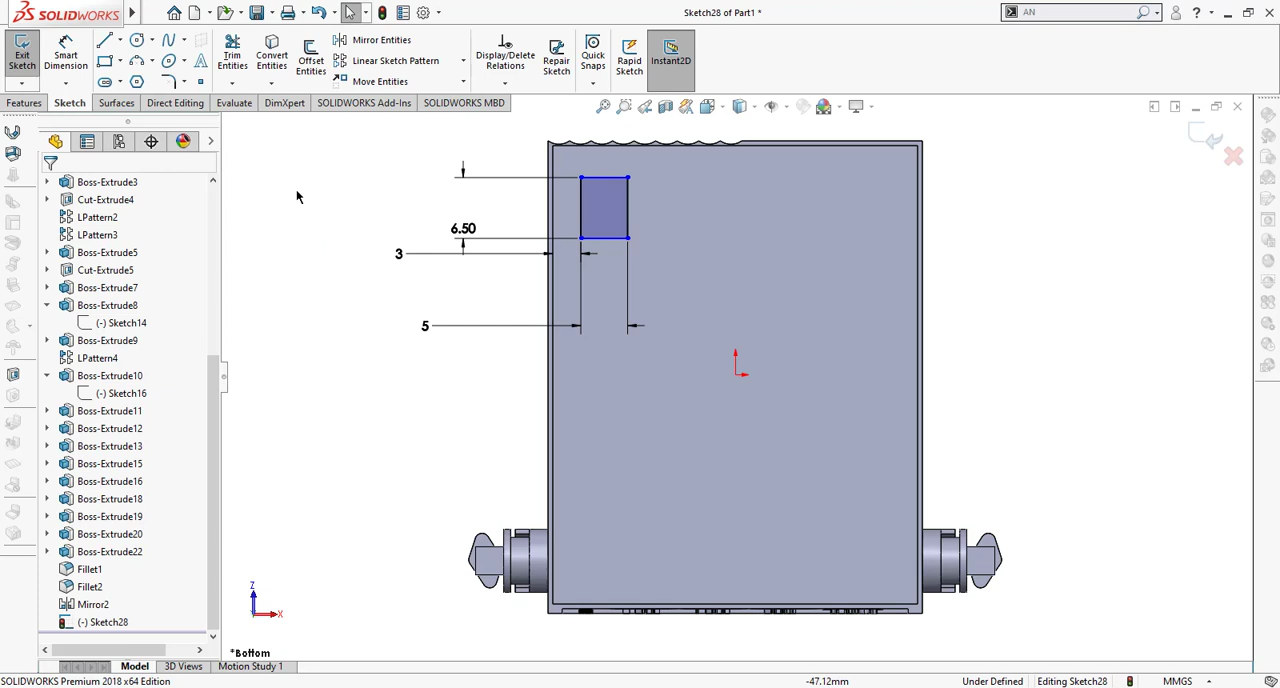 SOLIDWORKS
Sketch28 of Part1 *
AN
?
Exit Sketch
Smart Dimension
Trim Entities
Convert Entities
Offset Entities
Mirror Entities
Linear Sketch Pattern
Move Entities
Display/Delete Relations
Repair Sketch
Quick Snaps
Rapid Sketch
Instant2D
Features
Sketch
Surfaces
Direct Editing
Evaluate
DimXpert
SOLIDWORKS Add-Ins
SOLIDWORKS MBD
Boss-Extrude3
Cut-Extrude4
LPattern2
LPattern3
Boss-Extrude5
Cut-Extrude5
Boss-Extrude7
Boss-Extrude8
(-) Sketch14
Boss-Extrude9
LPattern4
Boss-Extrude10
(-) Sketch16
Boss-Extrude11
Boss-Extrude12
Boss-Extrude13
Boss-Extrude15
Boss-Extrude16
Boss-Extrude18
Boss-Extrude19
Boss-Extrude20
Boss-Extrude22
Fillet1
Fillet2
Mirror2
(-) Sketch28
6.50
3
5
Z
X
*Bottom
Model
3D Views
Motion Study 1
SOLIDWORKS Premium 2018 x64 Edition
-47.12mm
Under Defined
Editing Sketch28
MMGS